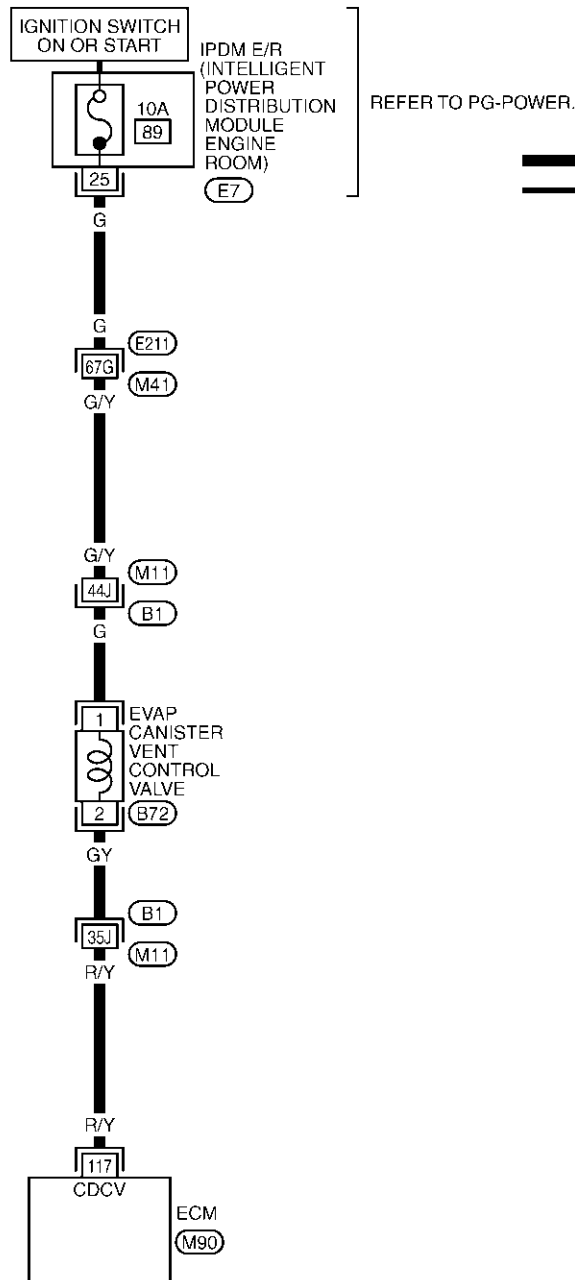 IGNITION SWITCH
ON OR START
IPDM E/R
(INTELLIGENT
POWER
DISTRIBUTION
MODULE
ENGINE
ROOM)
10A
89
REFER TO PG-POWER.
25
E7
G
G
E211
67G
M41
G/Y
G/Y
M11
44J
B1
G
1
EVAP
CANISTER
VENT
CONTROL
VALVE
2
B72
GY
B1
35J
M11
R/Y
R/Y
117
CDCV
ECM
M90